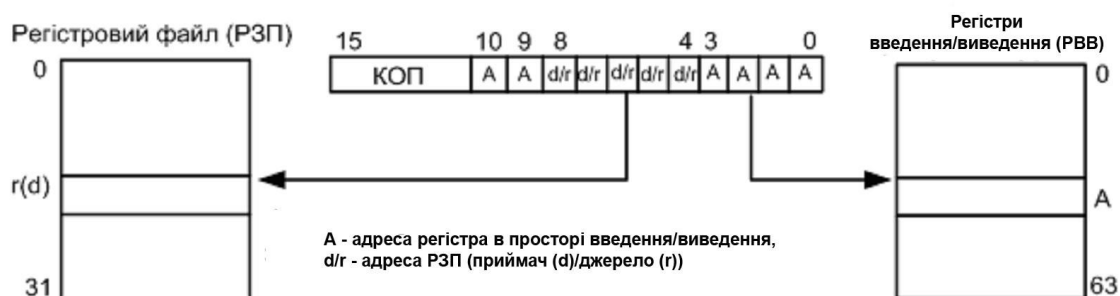 Регістровий файл (РЗП)
0
r(d)
31
15 10 9 8 4 3 0
КОП A A d/r d/r d/r d/r d/r A A A A
А - адреса регістра в просторі введення/виведення,
d/r - адреса РЗП (приймач (d)/джерело (r))
Регістри
введення/виведення (РВВ)
0
A
63